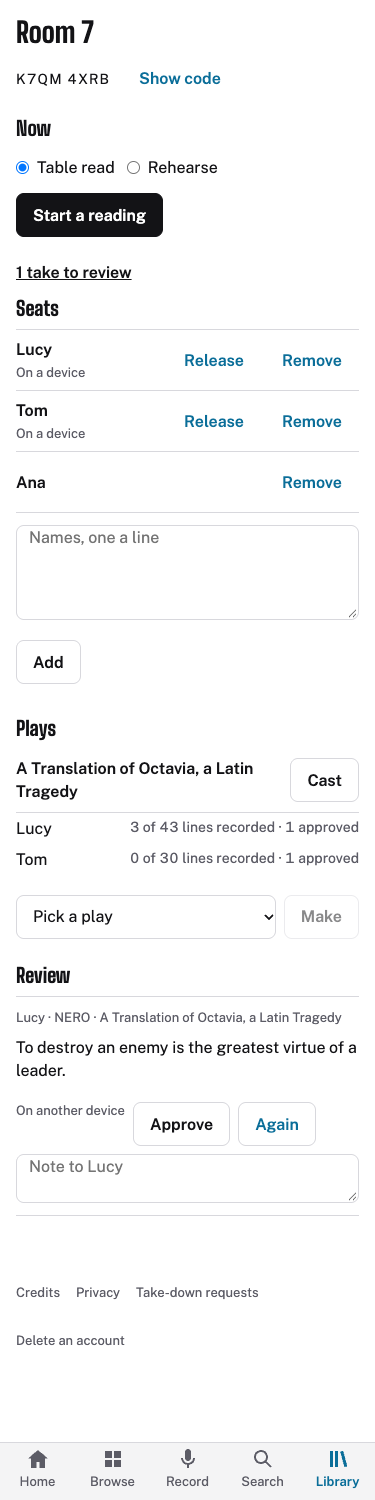 Room 7
K7QM 4XRB Show code
Now
Table read Rehearse
Start a reading
1 take to review
Seats
Lucy
On a device
Release Remove
Tom
On a device
Release Remove
Ana
Remove
Names, one a line
Add
Plays
A Translation of Octavia, a Latin
Tragedy
Cast
Lucy 3 of 43 lines recorded · 1 approved
Tom 0 of 30 lines recorded · 1 approved
Pick a play Make
Review
Lucy · NERO · A Translation of Octavia, a Latin Tragedy
To destroy an enemy is the greatest virtue of a
leader.
On another device Approve Again
Note to Lucy
Credits Privacy Take-down requests
Delete an account
Home Browse Record Search Library